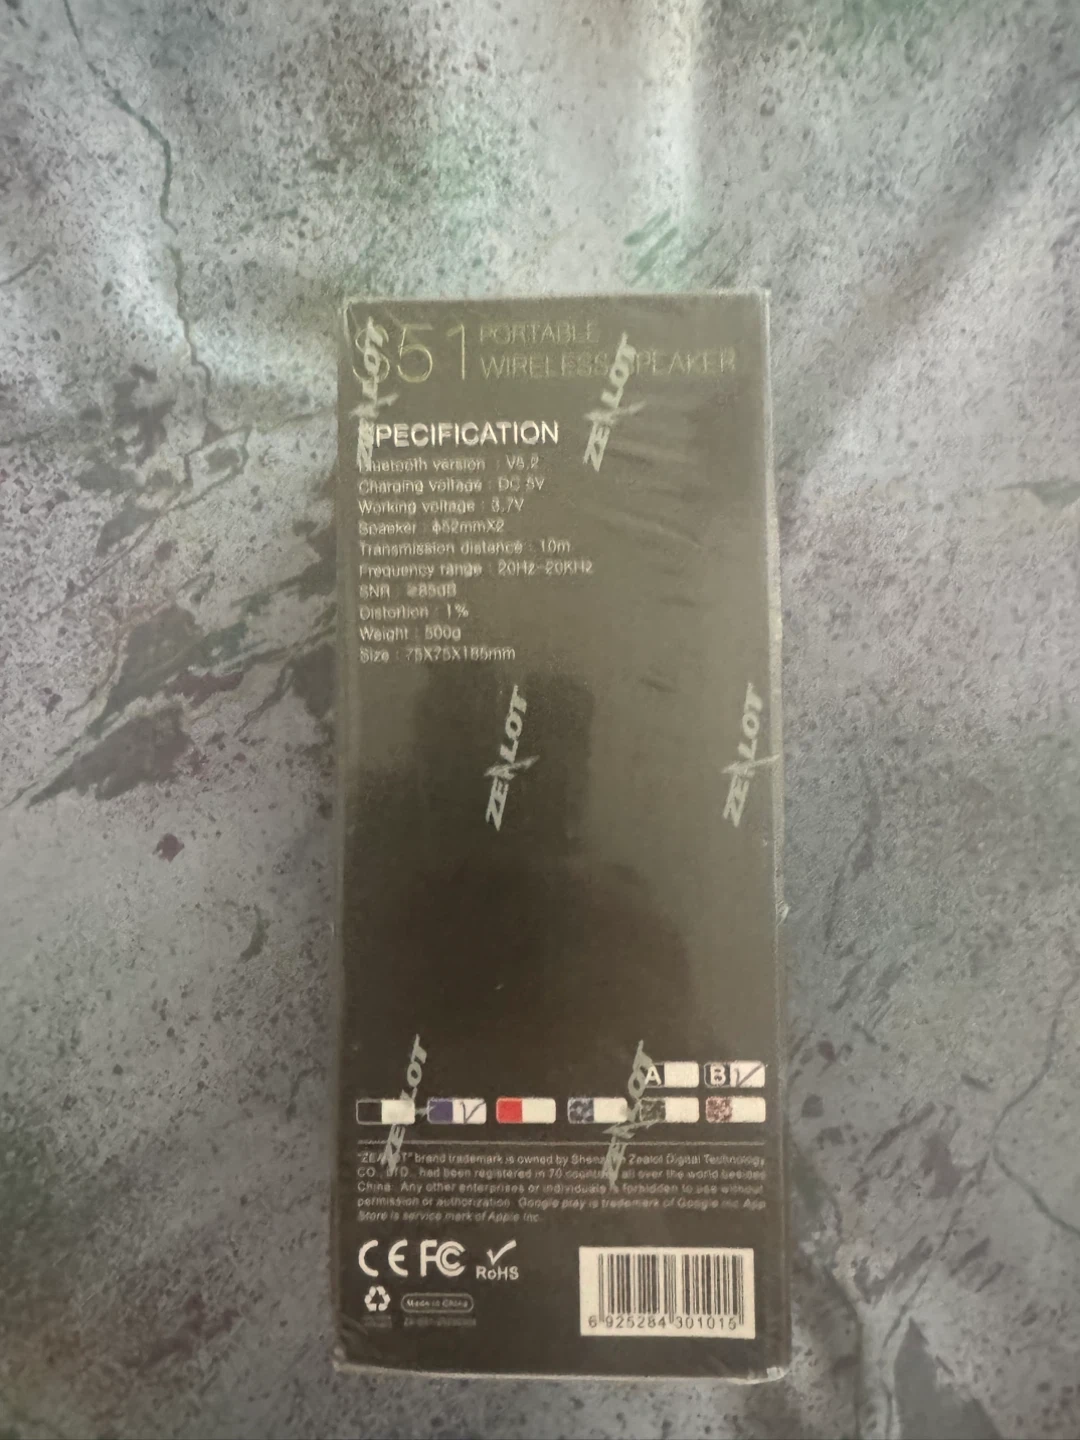 S51 PORTABLE
WIRELESS SPEAKER
SPECIFICATION
Bluetooth version : V5.2
Charging voltage : DC 5V
Working voltage : 3.7V
Speaker : ϕ52mmX2
Transmission distance : 10m
Frequency range : 20Hz-20KHz
SNR : ≥85dB
Distortion : 1%
Weight : 500g
Size : 75X75X185mm
ZEALOT
ZEALOT
ZEALOT
ZEALOT
ZEALOT
ZEALOT
A B
"ZEALOT" brand trademark is owned by Shenzhen Zealot Digital Technology
CO., LTD., had been registered in 70 countries all over the world besides
China. Any other enterprises or individuals is forbidden to use without
permission or authorization. Google play is trademark of Google Inc. App
Store is service mark of Apple Inc.
CE FC RoHS
Made in China
6 925284 301015